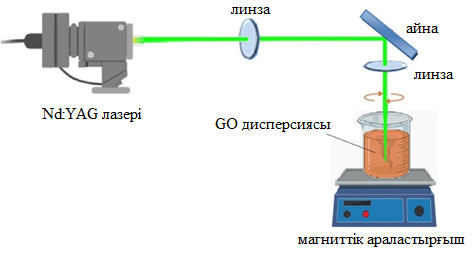 линза
айна
линза
Nd:YAG лазері
GO дисперсиясы
магниттік араластырғыш